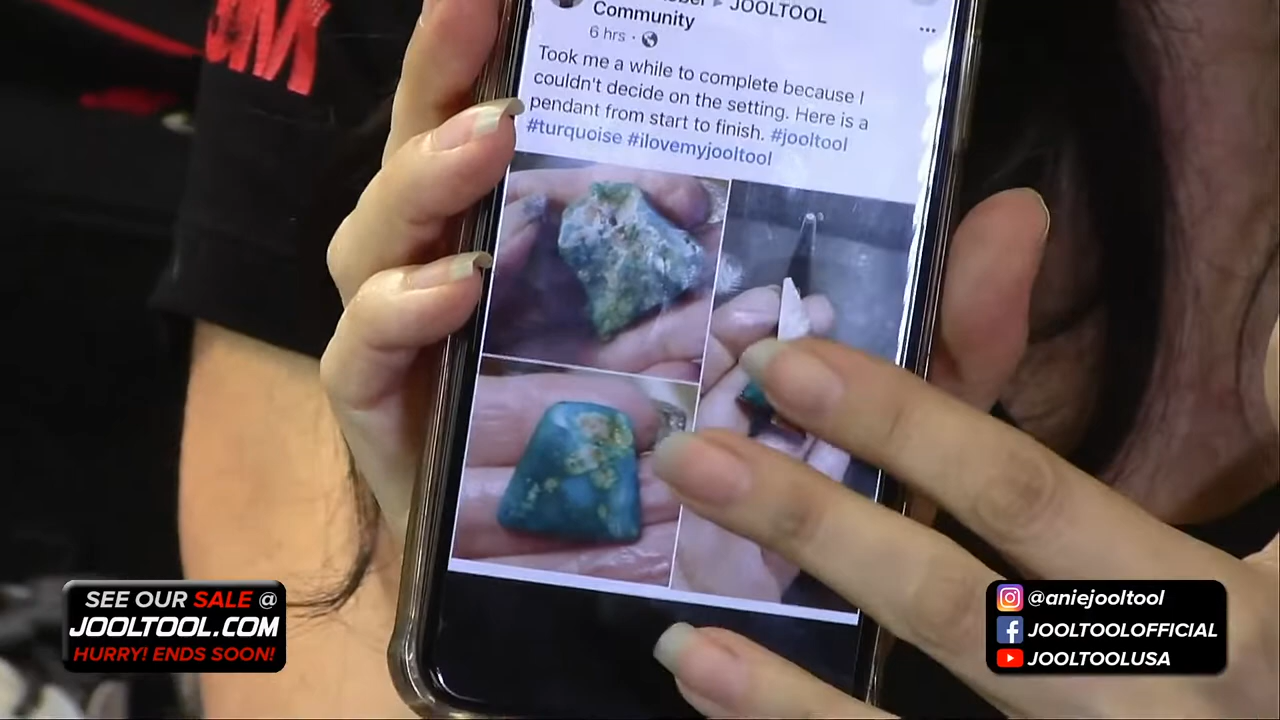 JOOLTOOL
Community
6 hrs ·
Took me a while to complete because I
couldn't decide on the setting. Here is a
pendant from start to finish. #jooltool
#turquoise #ilovemyjooltool
SEE OUR SALE @
JOOLTOOL.COM
HURRY! ENDS SOON!
@aniejooltool
JOOLTOOLOFFICIAL
JOOLTOOLUSA